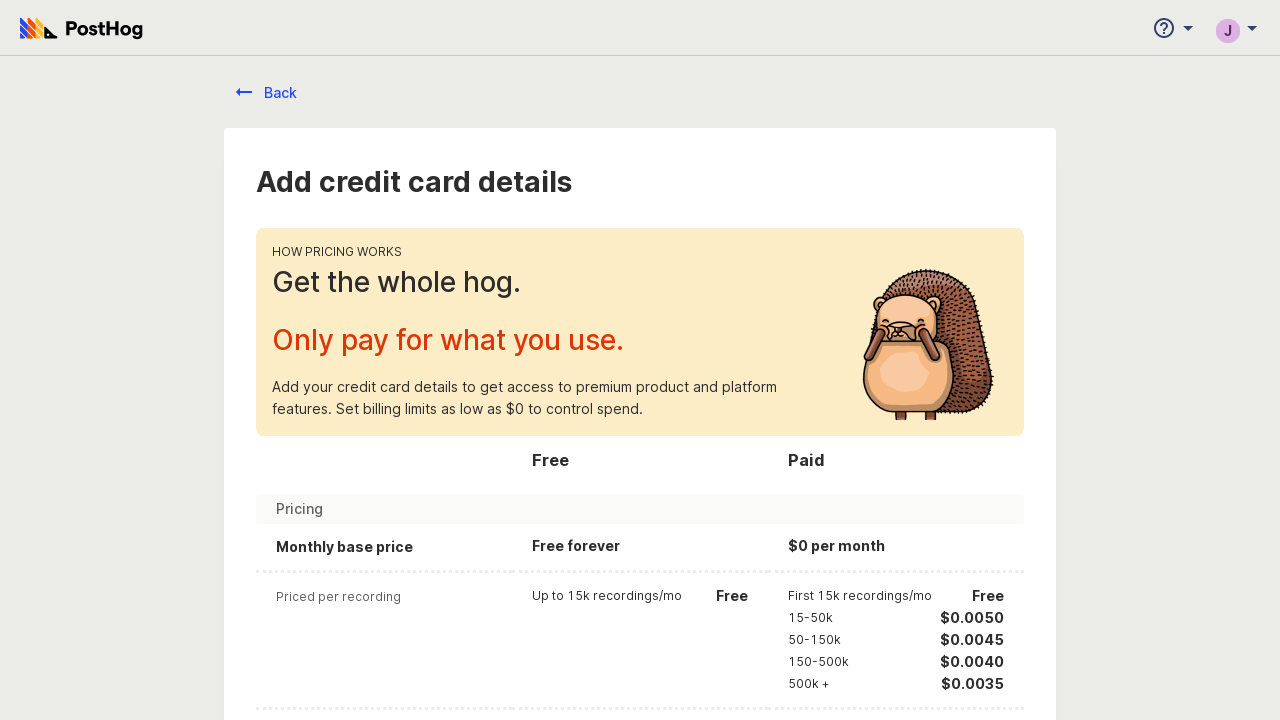 PostHog
J
Back
Add credit card details
HOW PRICING WORKS
Get the whole hog.
Only pay for what you use.
Add your credit card details to get access to premium product and platform
features. Set billing limits as low as $0 to control spend.
Free Paid
Pricing
Monthly base price Free forever $0 per month
Priced per recording Up to 15k recordings/mo Free First 15k recordings/mo Free
15-50k $0.0050
50-150k $0.0045
150-500k $0.0040
500k + $0.0035